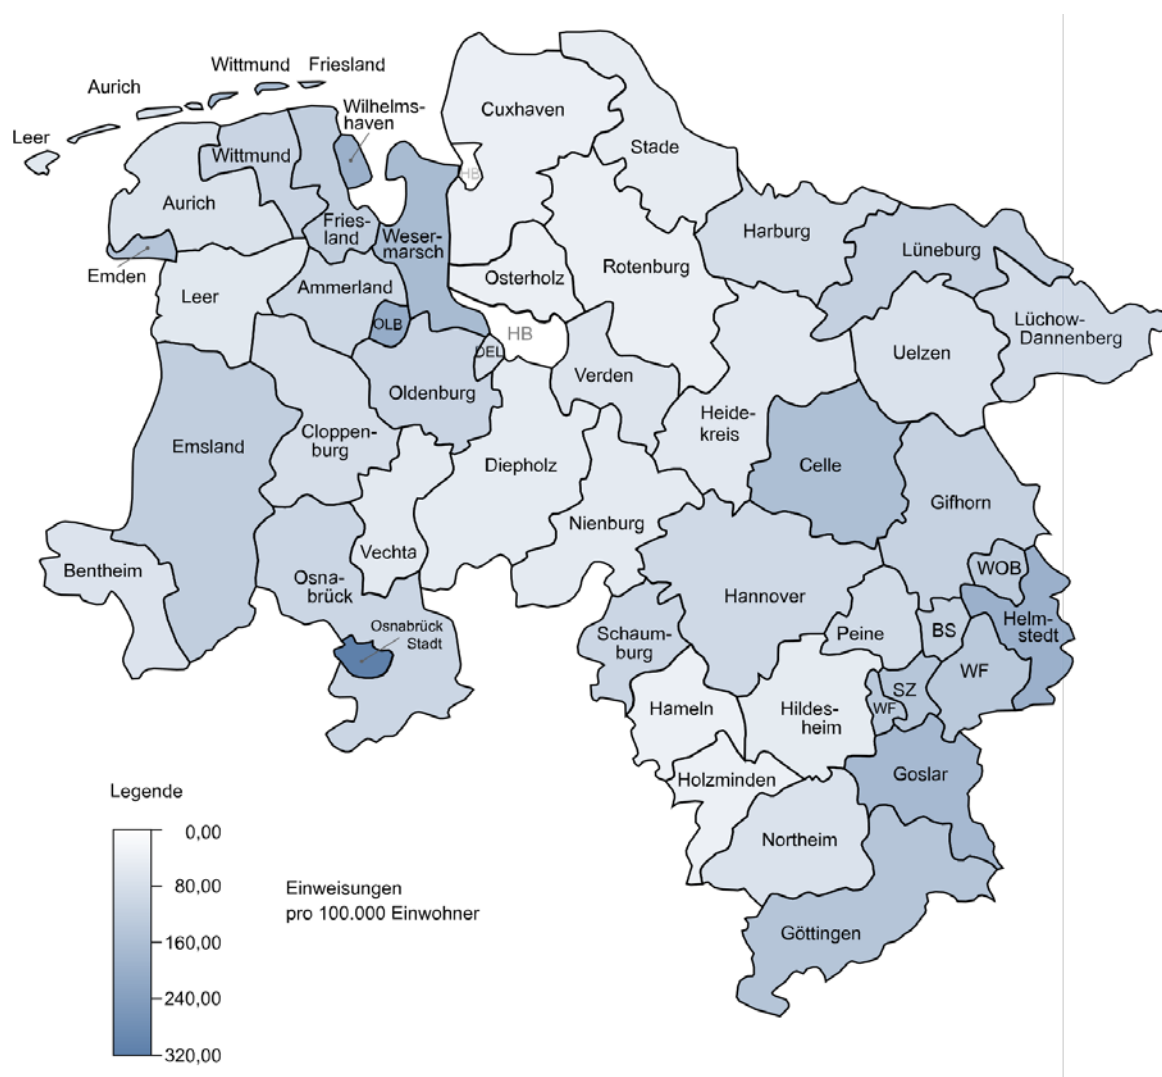 Wittmund
Friesland
Aurich
Leer
Wilhelms-
haven
Cuxhaven
Stade
HB
Wittmund
Aurich
Fries-
land
Weser-
marsch
Emden
Harburg
Lüneburg
Osterholz
Rotenburg
Leer
Ammerland
OLB
HB
DEL
Lüchow-
Dannenberg
Uelzen
Verden
Oldenburg
Heide-
kreis
Cloppen-
burg
Emsland
Diepholz
Celle
Gifhorn
Nienburg
Vechta
Bentheim
Osna-
brück
WOB
Hannover
Osnabrück
Stadt
Schaum-
burg
Peine
BS
Helm-
stedt
WF
SZ
WF
Hameln
Hildes-
heim
Holzminden
Goslar
Northeim
Göttingen
Legende
0,00
80,00
160,00
240,00
320,00
Einweisungen
pro 100.000 Einwohner